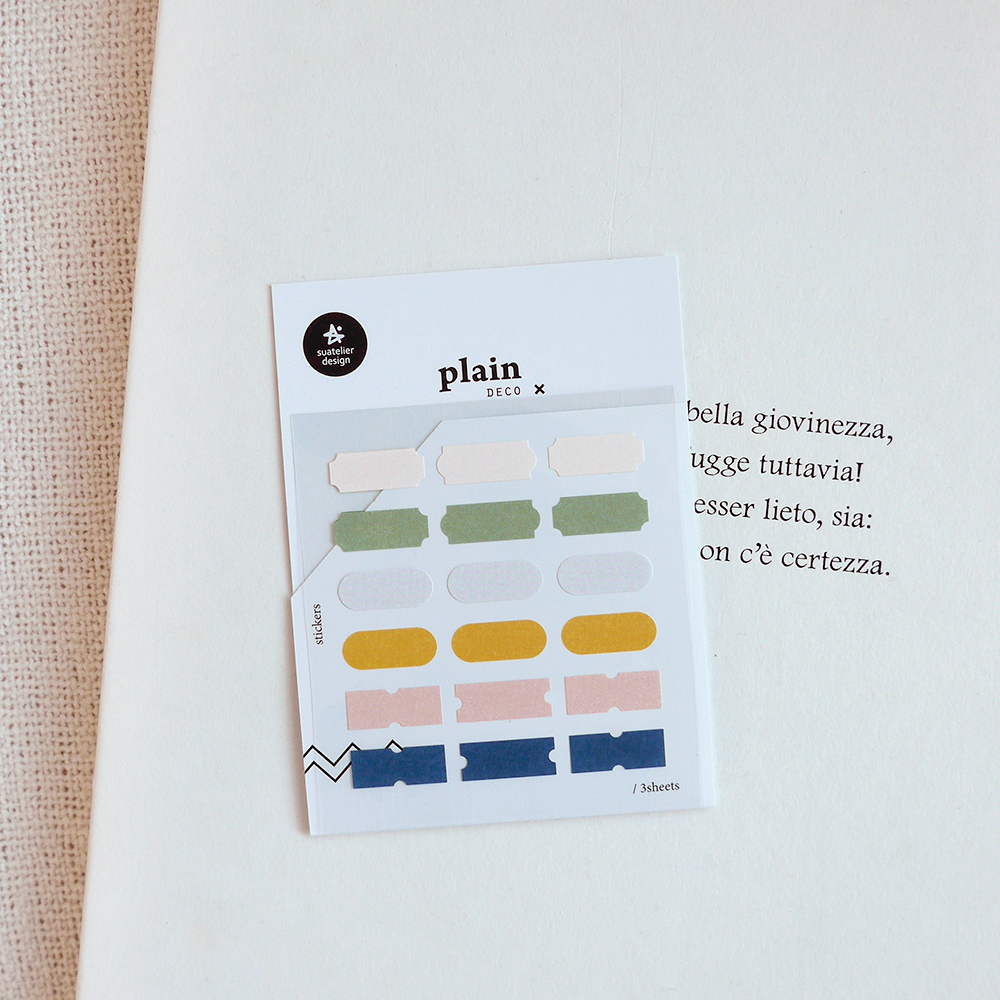 suatelier
design
plain
DECO ×
stickers
/ 3sheets
bella giovinezza,
ugge tuttavia!
esser lieto, sia:
on c'è certezza.